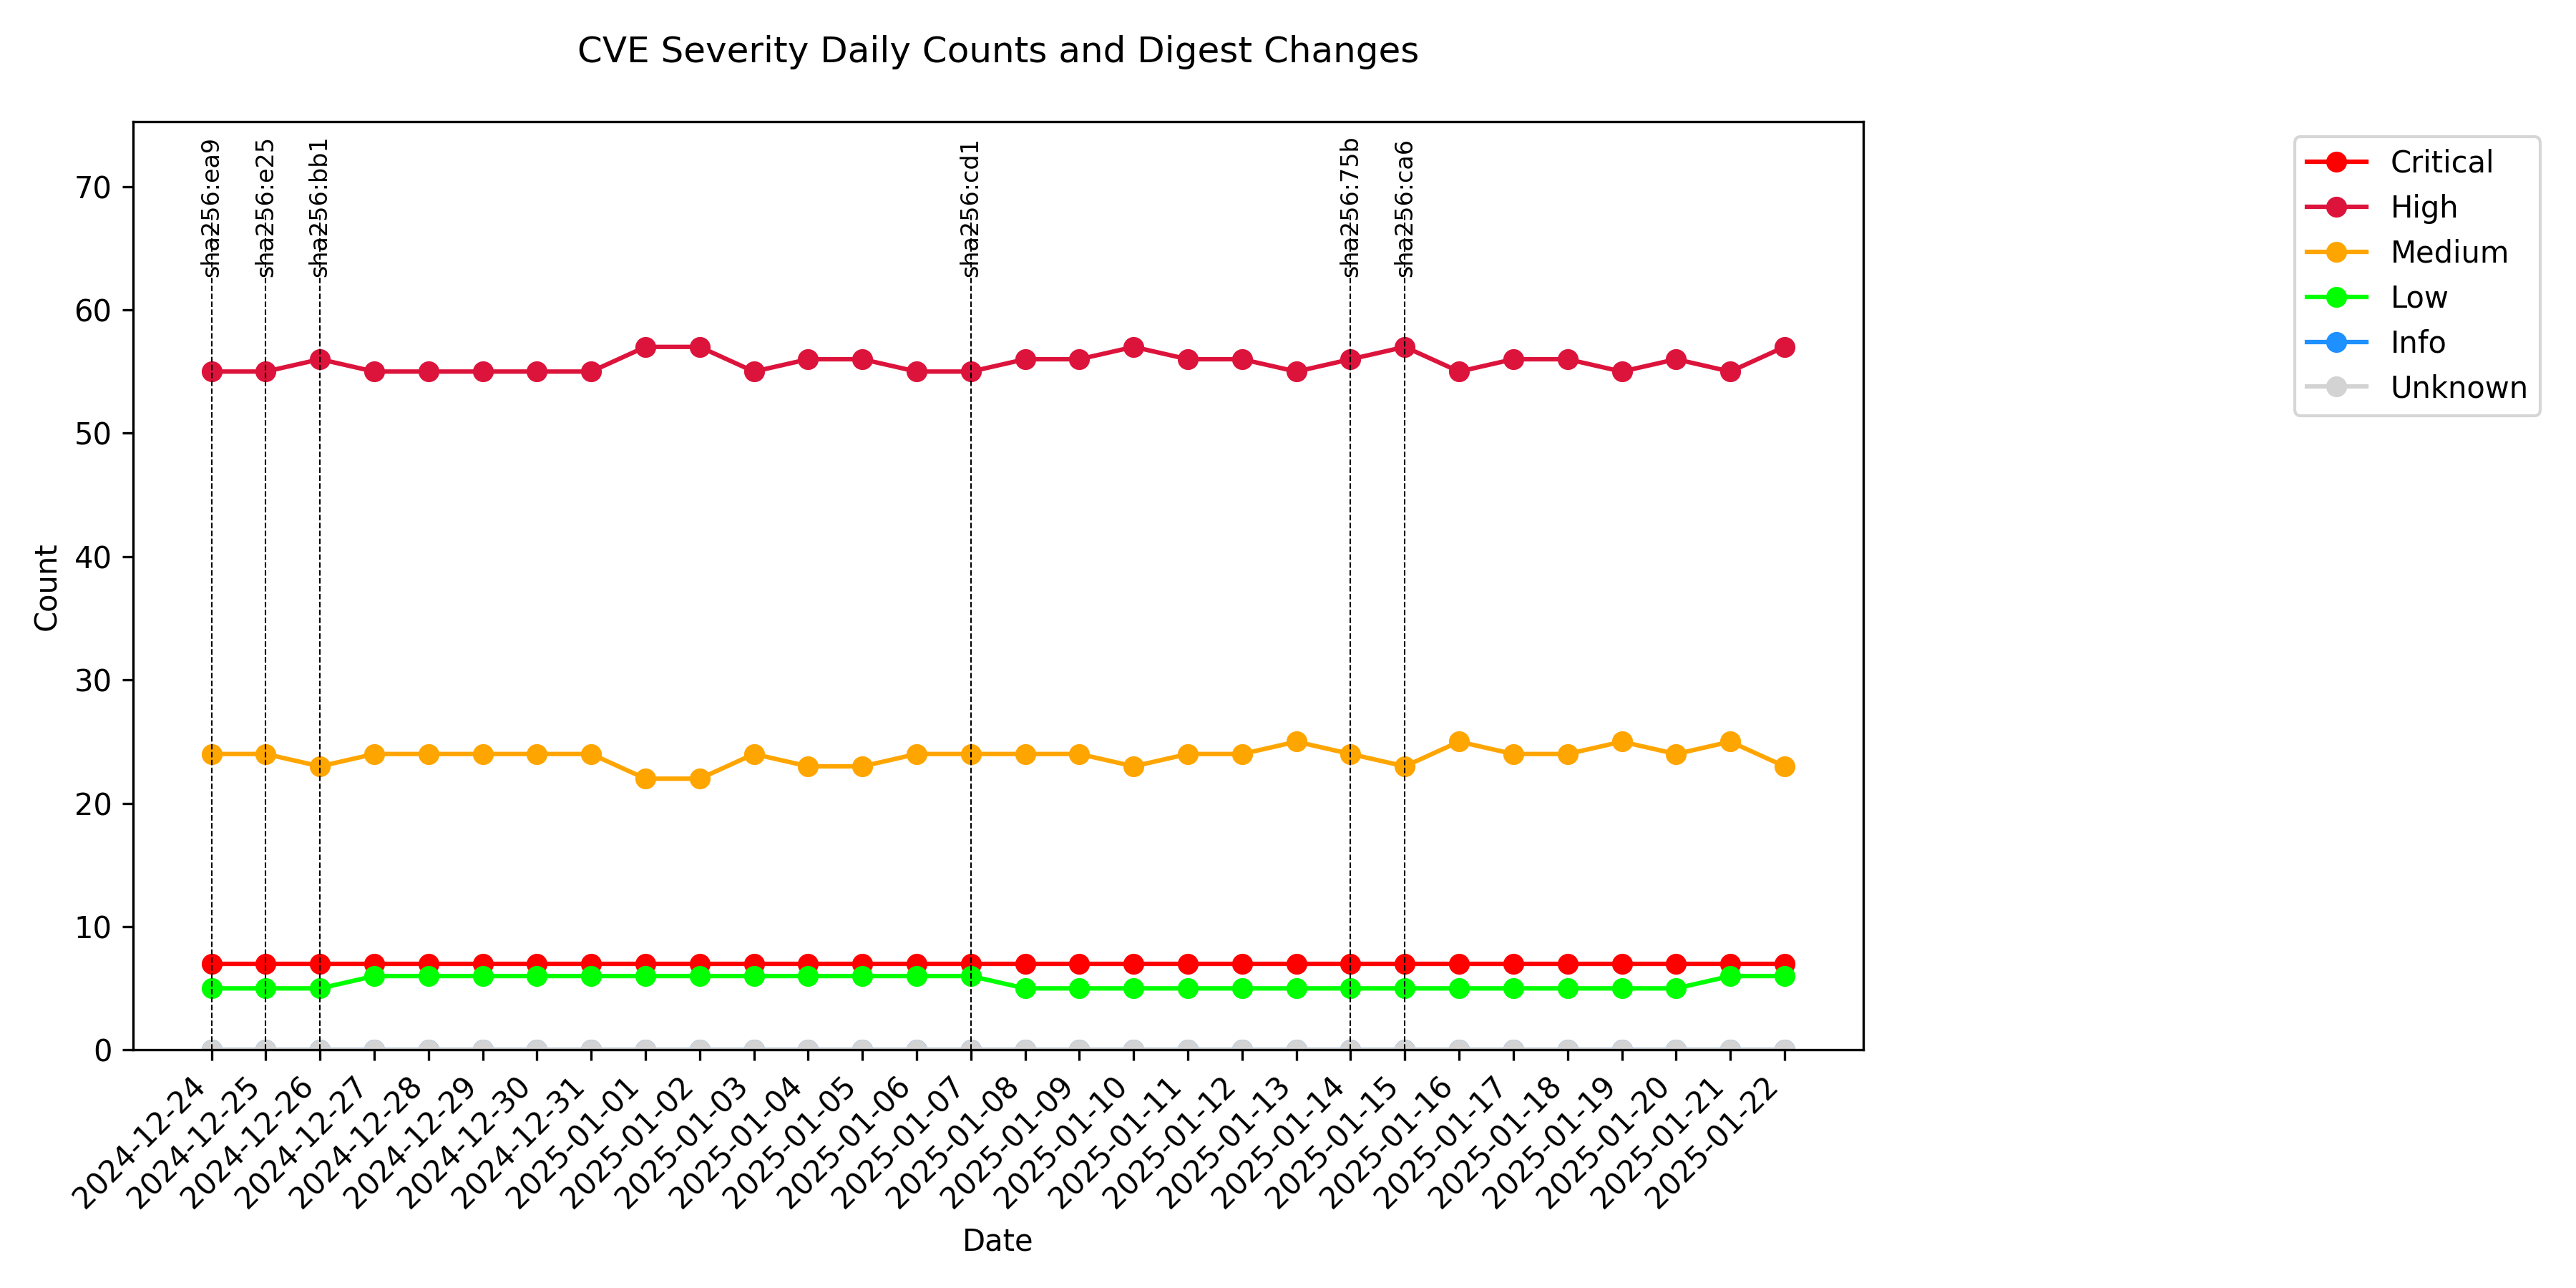 CVE Severity Daily Counts and Digest Changes
sha256:ea9
sha256:e25
sha256:bb1
sha256:cd1
sha256:75b
sha256:ca6
Critical
High
Medium
Low
Info
Unknown
Count
70
60
50
40
30
20
10
0
2024-12-24
2024-12-25
2024-12-26
2024-12-27
2024-12-28
2024-12-29
2024-12-30
2024-12-31
2025-01-01
2025-01-02
2025-01-03
2025-01-04
2025-01-05
2025-01-06
2025-01-07
2025-01-08
2025-01-09
2025-01-10
2025-01-11
2025-01-12
2025-01-13
2025-01-14
2025-01-15
2025-01-16
2025-01-17
2025-01-18
2025-01-19
2025-01-20
2025-01-21
2025-01-22
Date